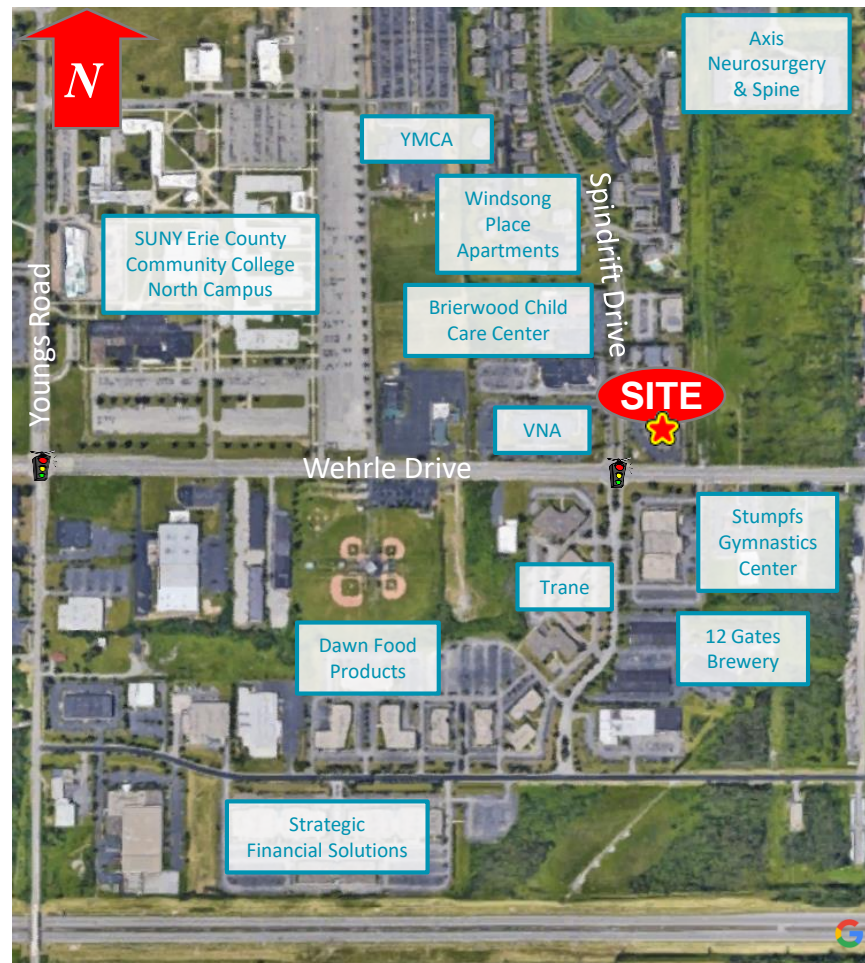 N
Axis
Neurosurgery
& Spine
YMCA
Windsong
Place
Apartments
Spindrift Drive
SUNY Erie County
Community College
North Campus
Brierwood Child
Care Center
Youngs Road
SITE
VNA
Wehrle Drive
Stumpfs
Gymnastics
Center
Trane
12 Gates
Brewery
Dawn Food
Products
Strategic
Financial Solutions
G